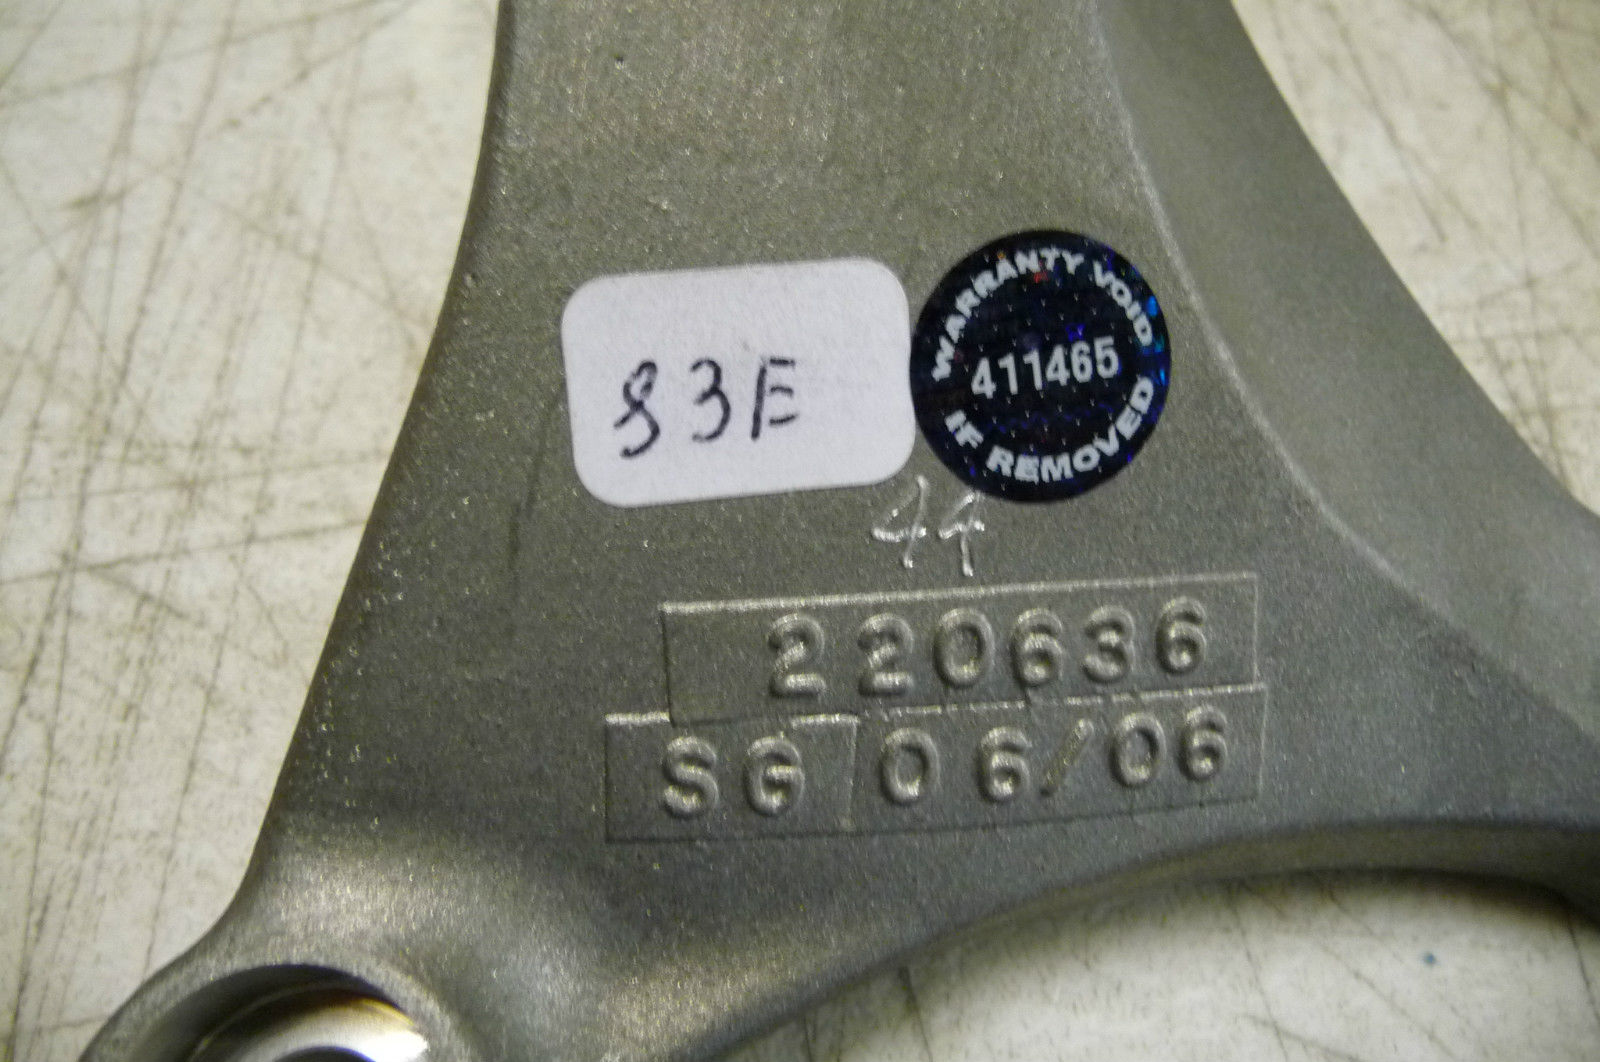 83E
WARRANTY VOID
411465
IF REMOVED
44
220636
SG 06/06